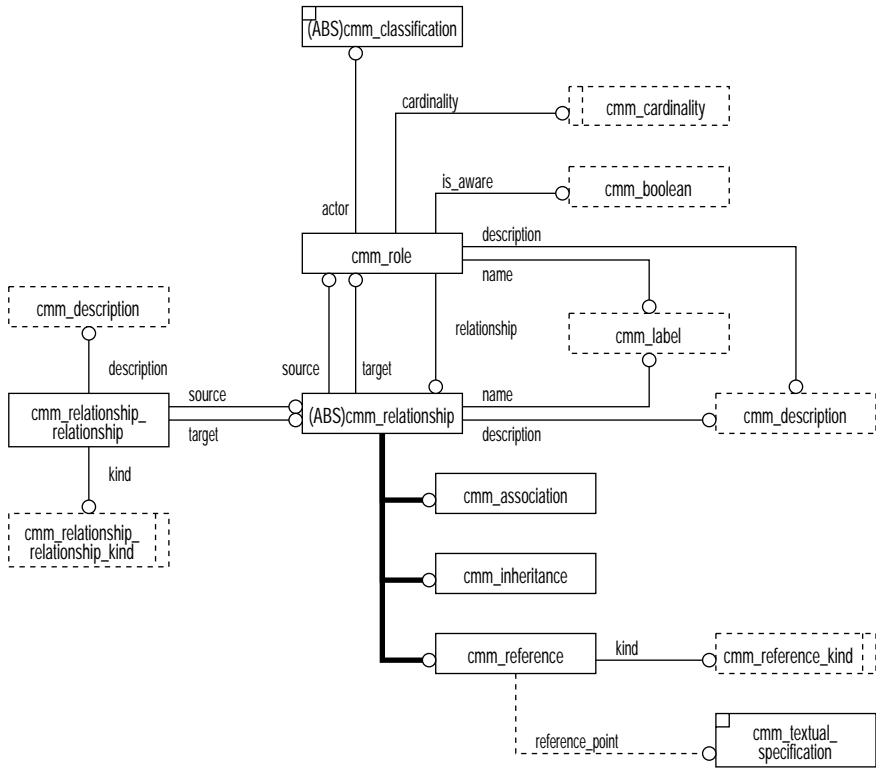 (ABS)cmm_classification
cardinality
cmm_cardinality
is_aware
cmm_boolean
actor
description
cmm_role
name
cmm_description
relationship
cmm_label
description
source
target
source
name
cmm_relationship_
relationship
(ABS)cmm_relationship
cmm_description
target
description
kind
cmm_association
cmm_relationship_
relationship_kind
cmm_inheritance
cmm_reference
kind
cmm_reference_kind
reference_point
cmm_textual_
specification